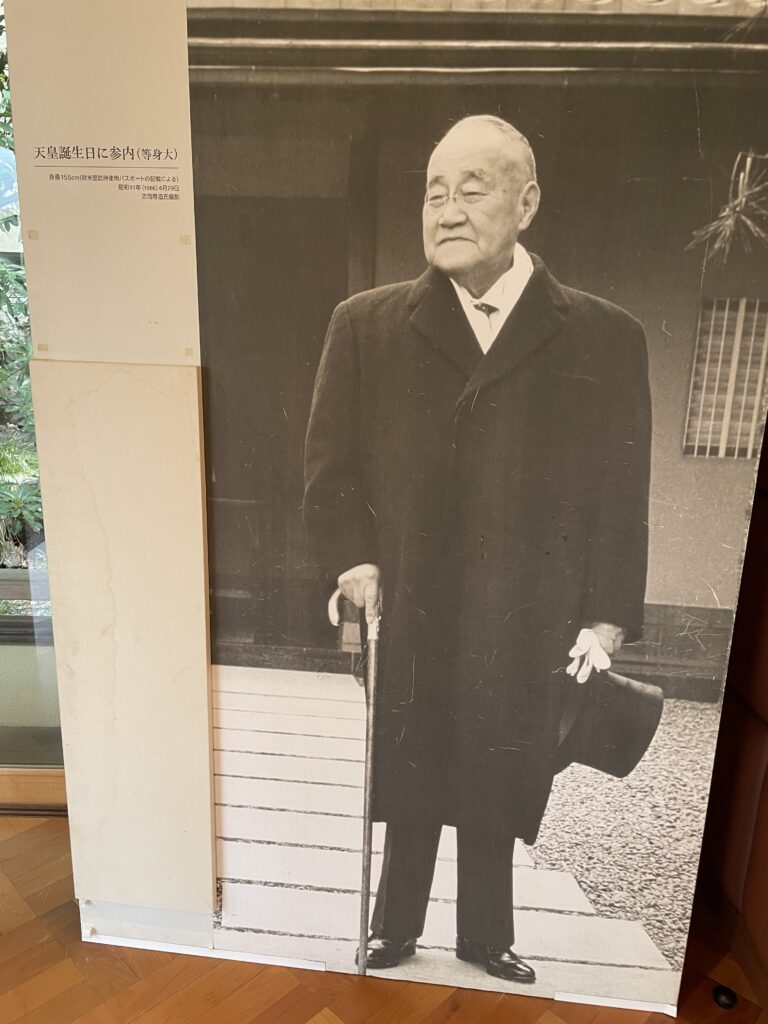 天皇誕生日に参内(等身大)
身長155cm(欧米歴訪時使用パスポートの記載による)
昭和41年(1966)4月29日
吉岡専造氏撮影